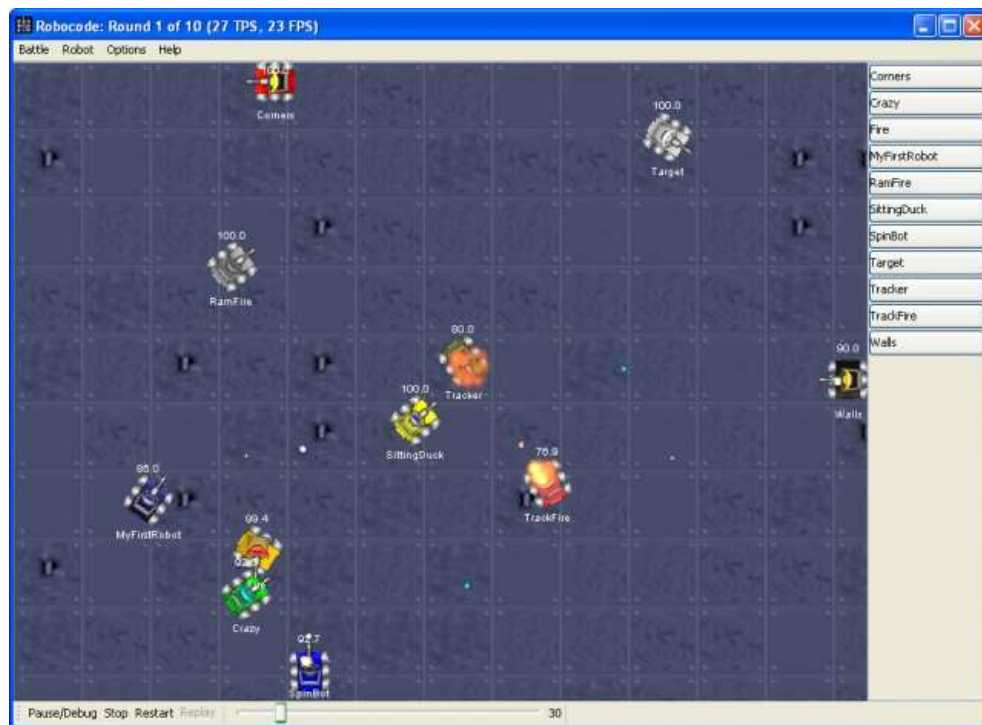 Robocode: Round 1 of 10 (27 TPS, 23 FPS)
Battle Robot Options Help
Corners
Crazy
Fire
MyFirstRobot
RamFire
SittingDuck
SpinBot
Target
Tracker
TrackFire
Walls
Corners
100.0
Target
100.0
RamFire
80.0
Tracker
90.0
Walls
100.0
SittingDuck
76.9
TrackFire
MyFirstRobot
99.4
Crazy
92.7
SpinBot
Pause/Debug Stop Restart Replay 30